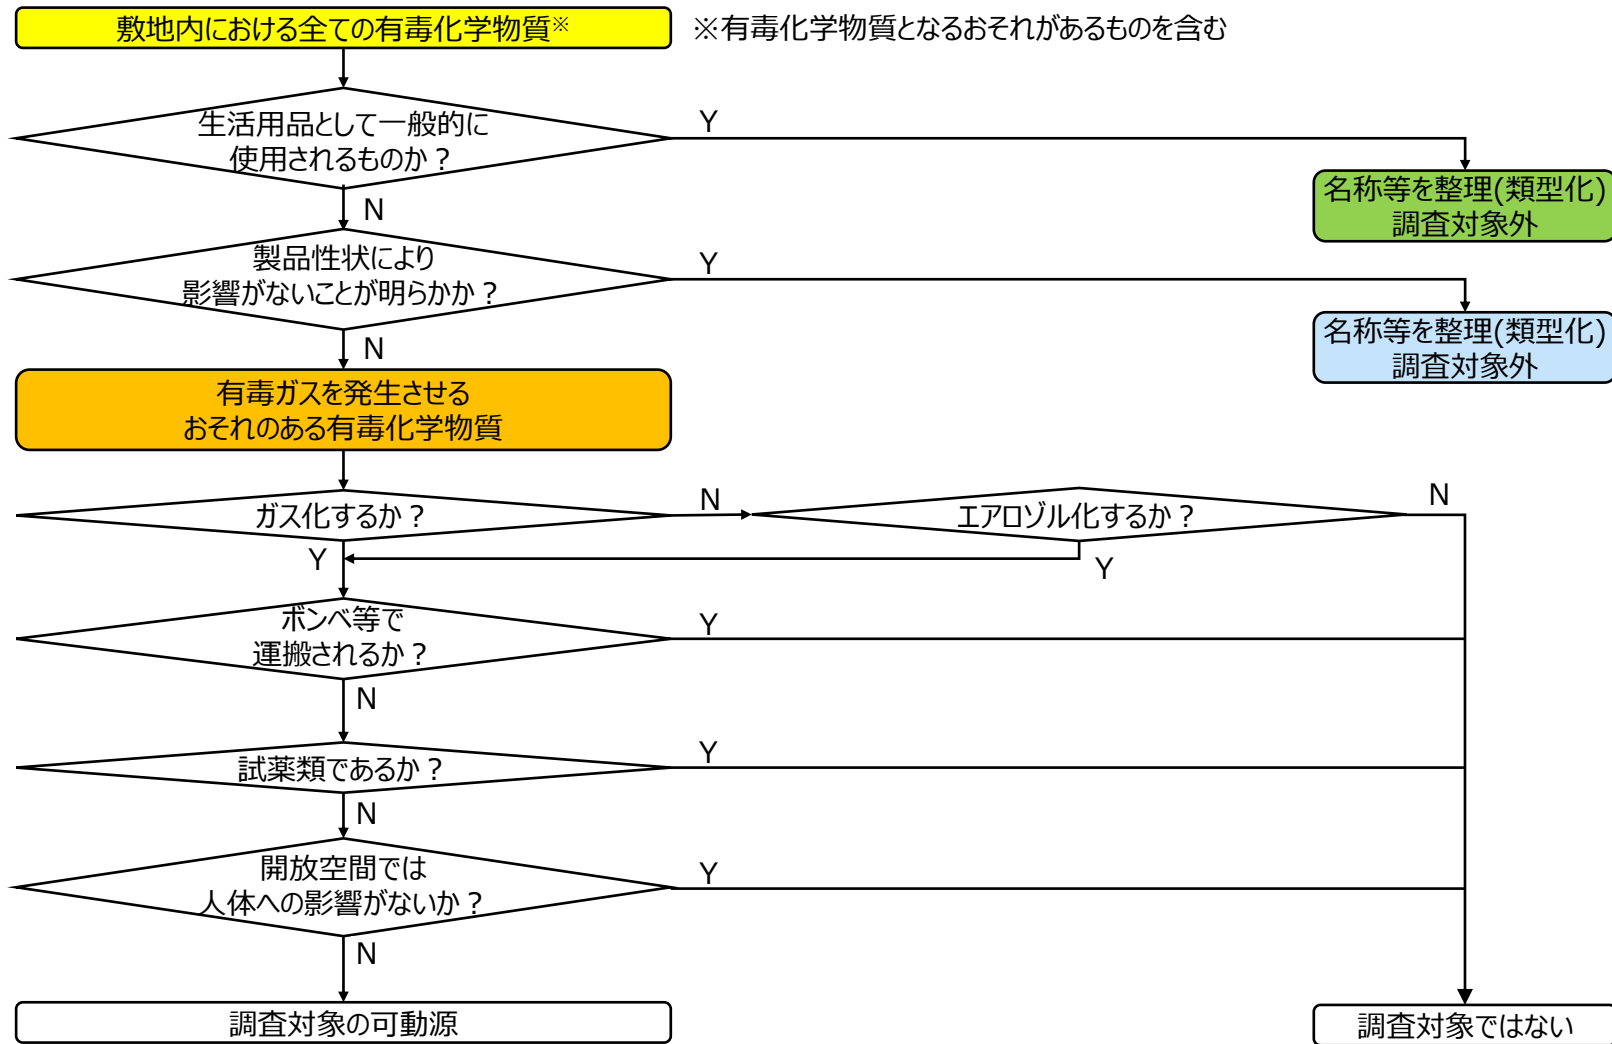 敷地内における全ての有毒化学物質※
※有毒化学物質となるおそれがあるものを含む
生活用品として一般的に
使用されるものか？
Y
名称等を整理(類型化)
調査対象外
N
製品性状により
影響がないことが明らかか？
Y
名称等を整理(類型化)
調査対象外
N
有毒ガスを発生させる
おそれのある有毒化学物質
ガス化するか？
N
エアロゾル化するか？
N
Y
Y
ボンベ等で
運搬されるか？
Y
N
試薬類であるか？
Y
N
開放空間では
人体への影響がないか？
Y
N
調査対象の可動源
調査対象ではない